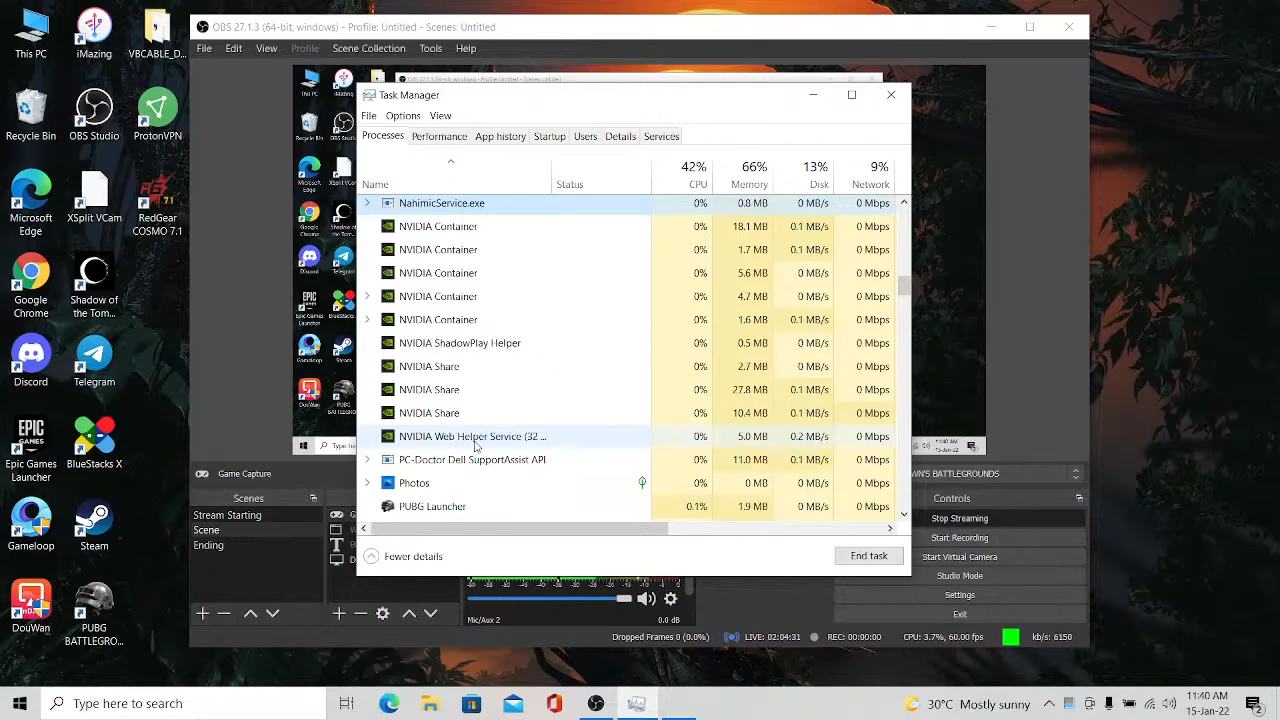 OBS 27.1.3 (64-bit, windows) - Profile: Untitled - Scenes: Untitled
File Edit View Profile Scene Collection Tools Help
This PC
iMazing
VBCABLE_D...
Recycle Bin
OBS Studio
ProtonVPN
Microsoft
Edge
XSplit VCam
RedGear
COSMO 7.1
Google
Chrome
Shadow of
the Tom...
Discord
Telegram
Epic Games
Launcher
BlueStacks X
Gameloop
Steam
DouWan
PUBG
BATTLEGRO...
Task Manager
File Options View
Processes Performance App history Startup Users Details Services
42% 66% 13% 9%
Name Status CPU Memory Disk Network
NahimicService.exe 0% 0.8 MB 0 MB/s 0 Mbps
NVIDIA Container 0% 18.1 MB 0.1 MB/s 0 Mbps
NVIDIA Container 0% 1.7 MB 0.1 MB/s 0 Mbps
NVIDIA Container 0% 5.6 MB 0 MB/s 0 Mbps
NVIDIA Container 0% 4.7 MB 0 MB/s 0 Mbps
NVIDIA Container 0% 1.6 MB 0.1 MB/s 0 Mbps
NVIDIA ShadowPlay Helper 0% 0.5 MB 0 MB/s 0 Mbps
NVIDIA Share 0% 2.7 MB 0 MB/s 0 Mbps
NVIDIA Share 0% 27.8 MB 0.1 MB/s 0 Mbps
NVIDIA Share 0% 10.4 MB 0.1 MB/s 0 Mbps
NVIDIA Web Helper Service (32 ... 0% 5.0 MB 0.2 MB/s 0 Mbps
PC-Doctor Dell SupportAssist API 0% 11.0 MB 0.1 MB/s 0 Mbps
Photos 0% 0 MB 0 MB/s 0 Mbps
PUBG Launcher 0.1% 1.9 MB 0 MB/s 0 Mbps
Fewer details End task
Game Capture
WN'S BATTLEGROUNDS
Scenes
Stream Starting
Scene
Ending
Controls
Stop Streaming
Start Recording
Start Virtual Camera
Studio Mode
Settings
Exit
Mic/Aux 2 0.0 dB
Dropped Frames 0 (0.0%) LIVE: 02:04:31 REC: 00:00:00 CPU: 3.7%, 60.00 fps kb/s: 6150
Type here to search
30°C Mostly sunny
11:40 AM
15-Jan-22
2